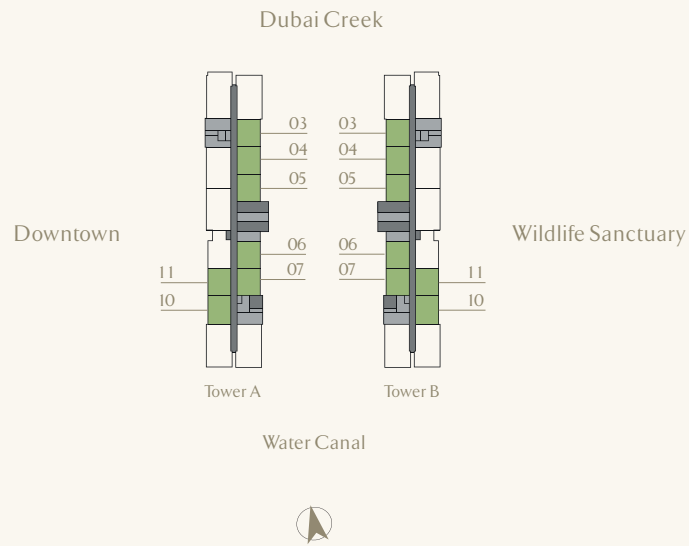 Dubai Creek
03 03
04 04
05 05
Downtown Wildlife Sanctuary
06 06
07 07
11 11
10 10
Tower A Tower B
Water Canal